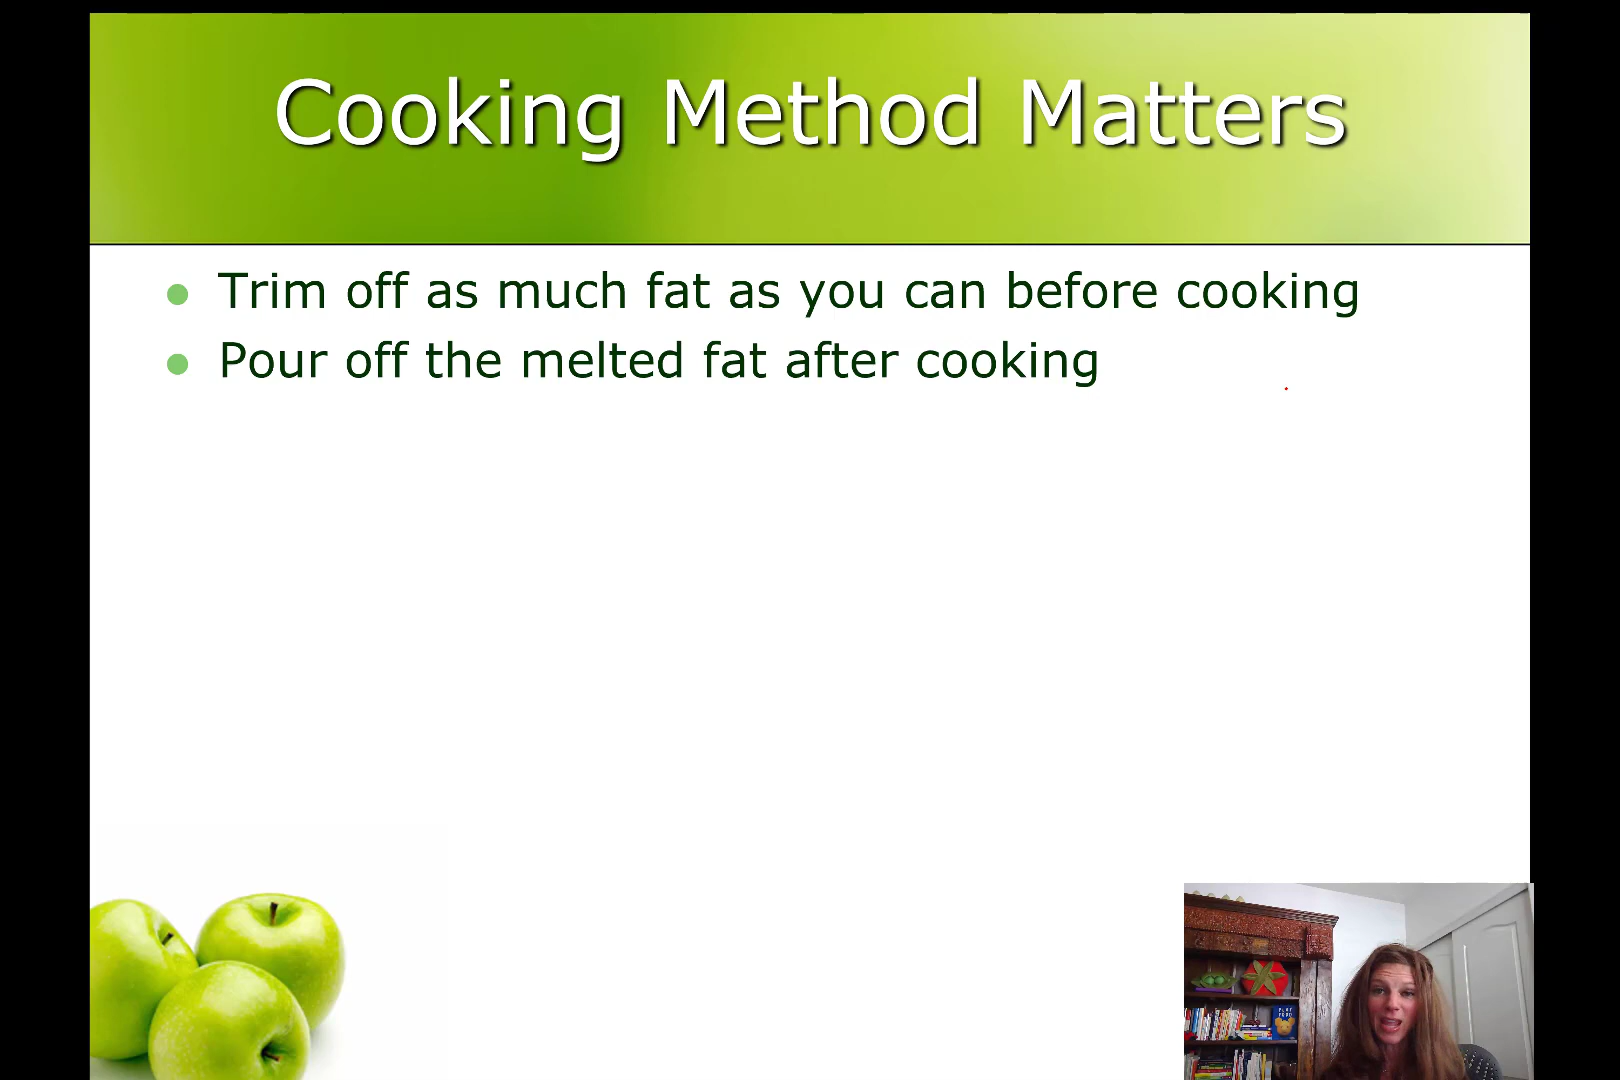 Cooking Method Matters
Trim off as much fat as you can before cooking
Pour off the melted fat after cooking